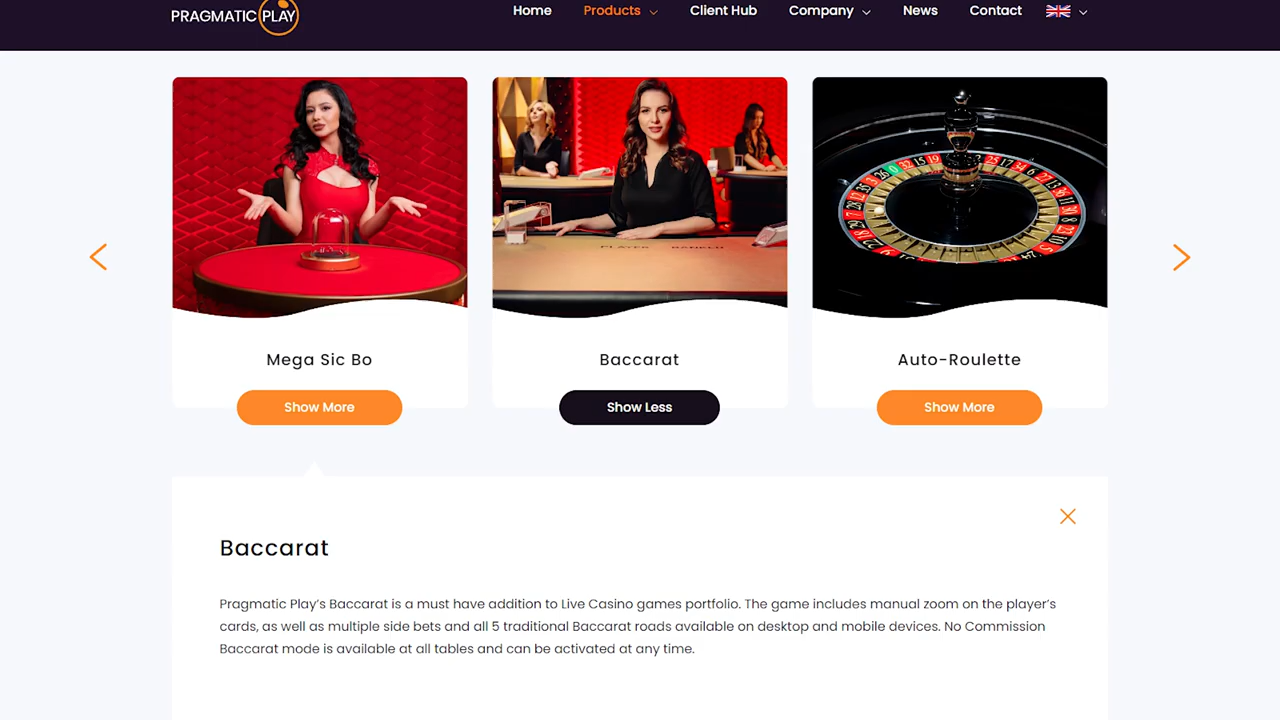 PRAGMATIC PLAY
Home Products Client Hub Company News Contact
PLAYER BANKER
Mega Sic Bo
Baccarat
Auto-Roulette
Show More
Show Less
Show More
Baccarat
Pragmatic Play’s Baccarat is a must have addition to Live Casino games portfolio. The game includes manual zoom on the player’s
cards, as well as multiple side bets and all 5 traditional Baccarat roads available on desktop and mobile devices. No Commission
Baccarat mode is available at all tables and can be activated at any time.